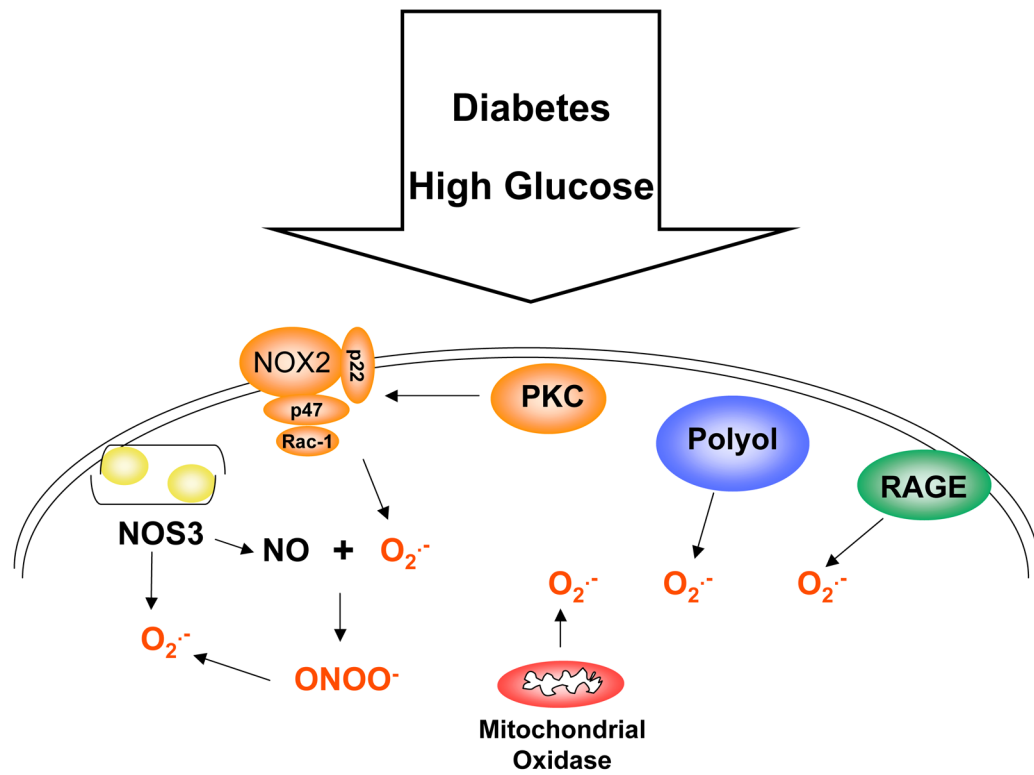 Diabetes
High Glucose
NOX2
p22
p47
Rac-1
PKC
Polyol
RAGE
NOS3
NO + O₂·-
O₂·-
O₂·-
O₂·-
O₂·-
ONOO-
Mitochondrial
Oxidase